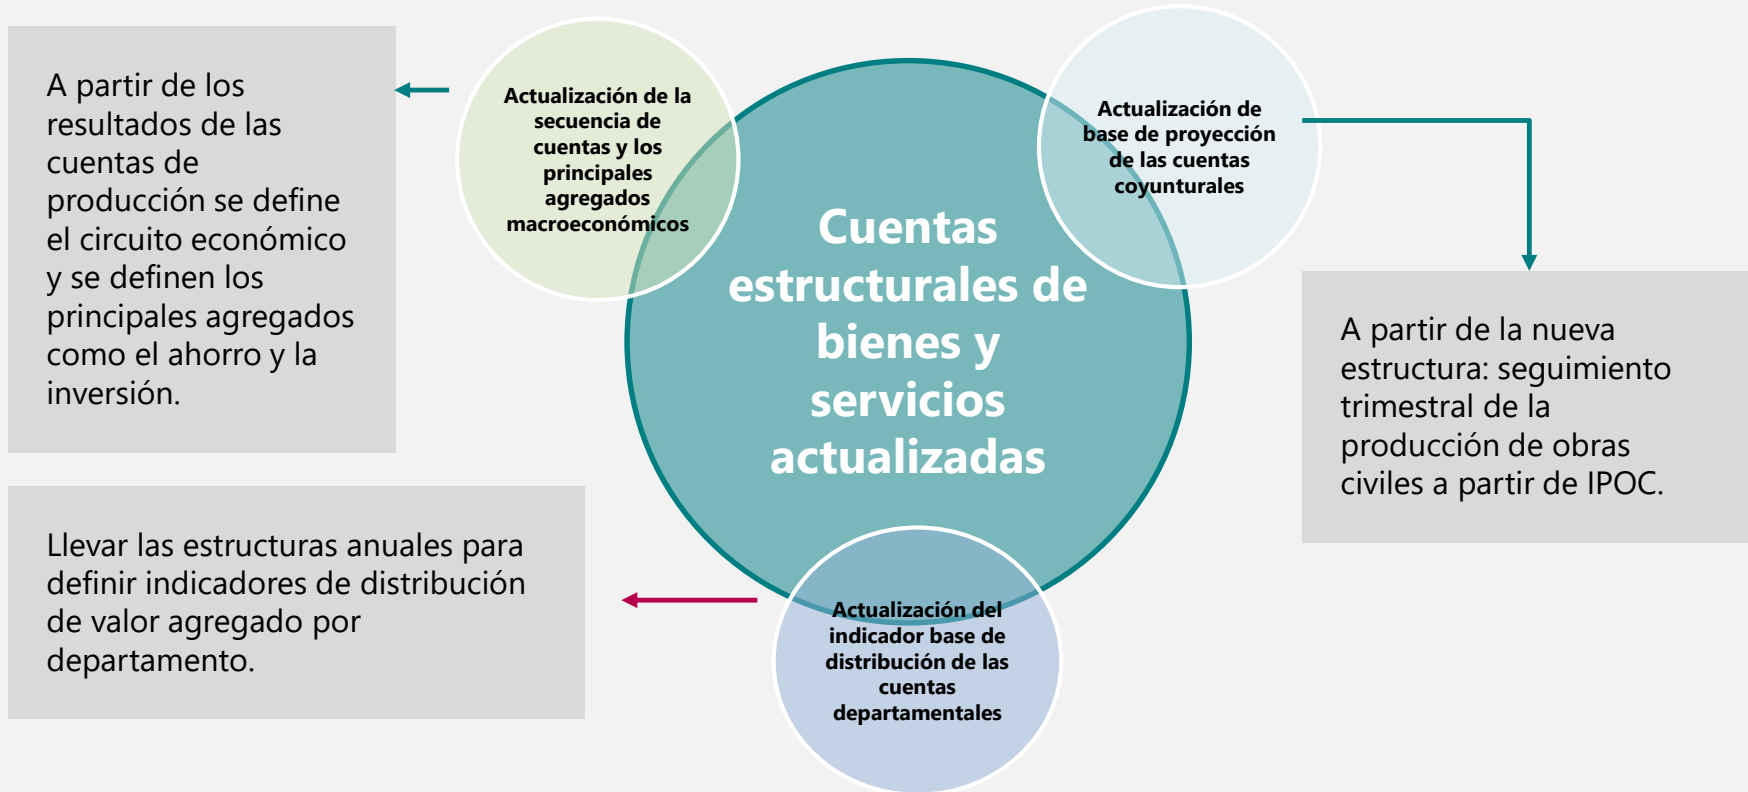 A partir de los
resultados de las
cuentas de
producción se define
el circuito económico
y se definen los
principales agregados
como el ahorro y la
inversión.
Actualización de la
secuencia de
cuentas y los
principales
agregados
macroeconómicos
Actualización de
base de proyección
de las cuentas
coyunturales
Cuentas
estructurales de
bienes y
servicios
actualizadas
A partir de la nueva
estructura: seguimiento
trimestral de la
producción de obras
civiles a partir de IPOC.
Llevar las estructuras anuales para
definir indicadores de distribución
de valor agregado por
departamento.
Actualización del
indicador base de
distribución de las
cuentas
departamentales